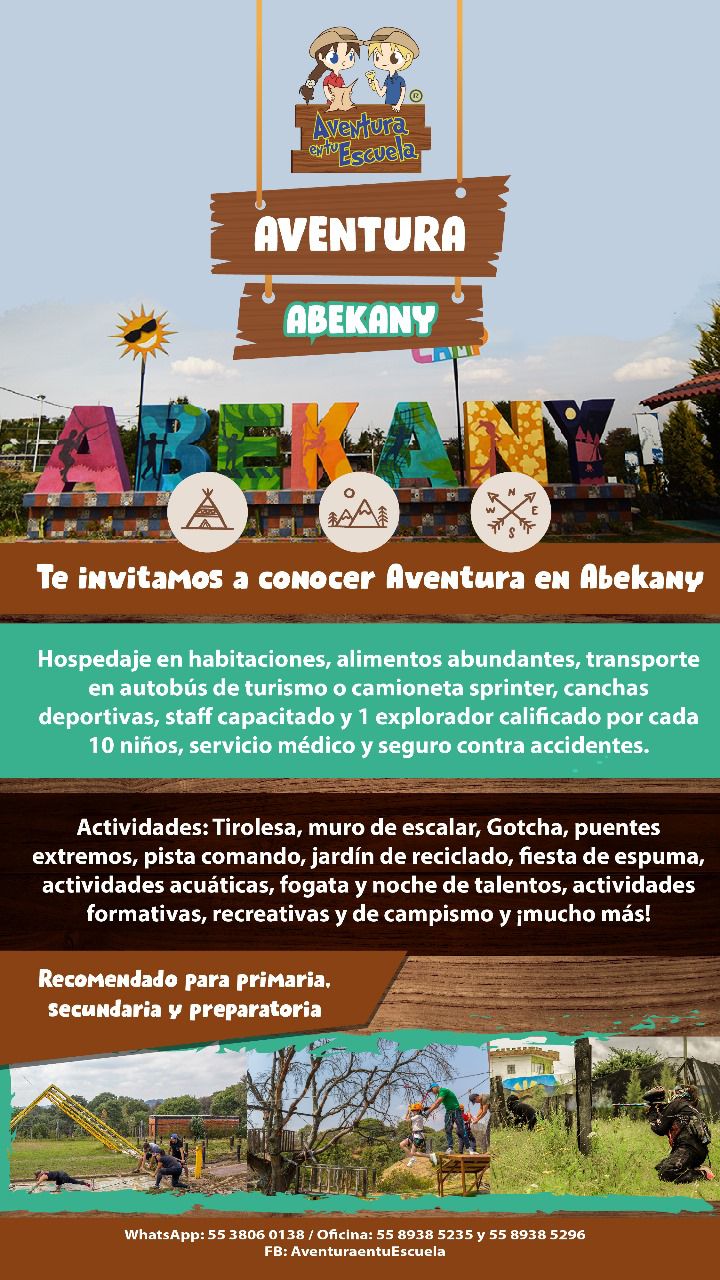 Aventura
en tu
Escuela
®
AVENTURA
ABEKANY
CAMP
ABEKANY
N
W E
S
Te invitamos a conocer Aventura en Abekany
Hospedaje en habitaciones, alimentos abundantes, transporte
en autobús de turismo o camioneta sprinter, canchas
deportivas, staff capacitado y 1 explorador calificado por cada
10 niños, servicio médico y seguro contra accidentes.
Actividades: Tirolesa, muro de escalar, Gotcha, puentes
extremos, pista comando, jardín de reciclado, fiesta de espuma,
actividades acuáticas, fogata y noche de talentos, actividades
formativas, recreativas y de campismo y ¡mucho más!
Recomendado para primaria,
secundaria y preparatoria
WhatsApp: 55 3806 0138 / Oficina: 55 8938 5235 y 55 8938 5296
FB: AventuraentuEscuela